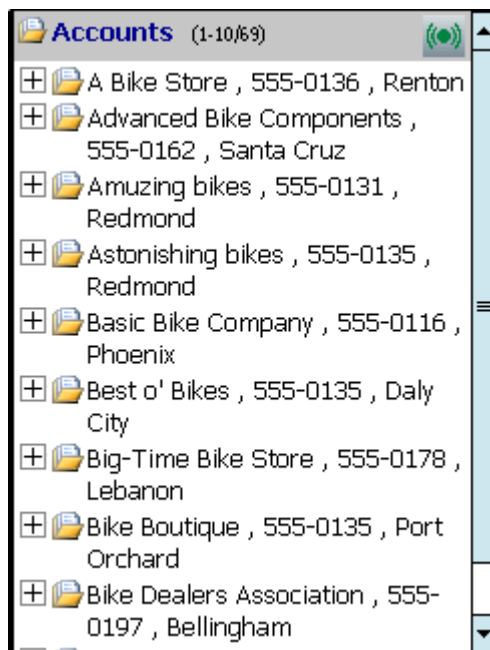 Accounts (1-10/69)
A Bike Store , 555-0136 , Renton
Advanced Bike Components ,
555-0162 , Santa Cruz
Amuzing bikes , 555-0131 ,
Redmond
Astonishing bikes , 555-0135 ,
Redmond
Basic Bike Company , 555-0116 ,
Phoenix
Best o' Bikes , 555-0135 , Daly
City
Big-Time Bike Store , 555-0178 ,
Lebanon
Bike Boutique , 555-0135 , Port
Orchard
Bike Dealers Association , 555-
0197 , Bellingham